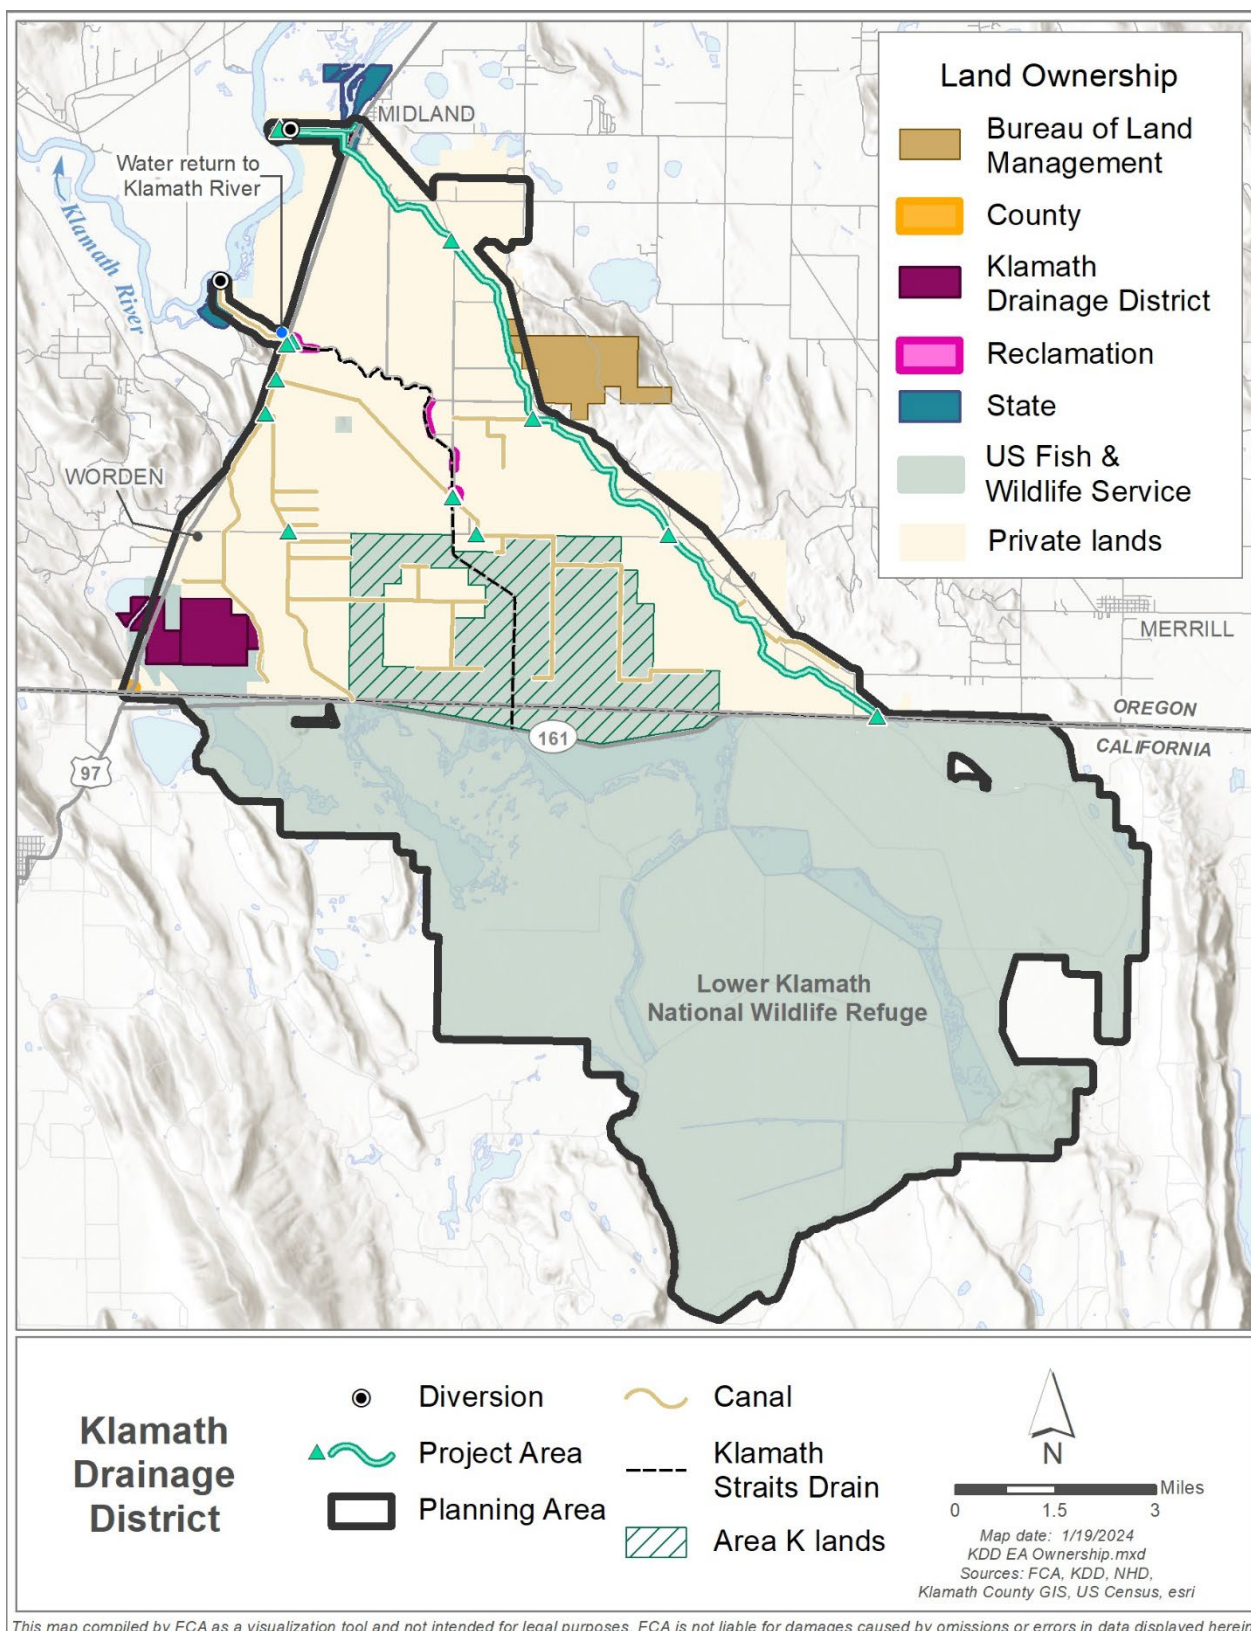 MIDLAND
Water return to
Klamath River
Klamath River
WORDEN
Land Ownership
Bureau of Land
Management
County
Klamath
Drainage District
Reclamation
State
US Fish &
Wildlife Service
Private lands
MERRILL
OREGON
CALIFORNIA
161
97
Lower Klamath
National Wildlife Refuge
Klamath
Drainage
District
Diversion
Project Area
Planning Area
Canal
Klamath
Straits Drain
Area K lands
N
Miles
0 1.5 3
Map date: 1/19/2024
KDD EA Ownership.mxd
Sources: FCA, KDD, NHD,
Klamath County GIS, US Census, esri
This map compiled by FCA as a visualization tool and not intended for legal purposes. FCA is not liable for damages caused by omissions or errors in data displayed herein